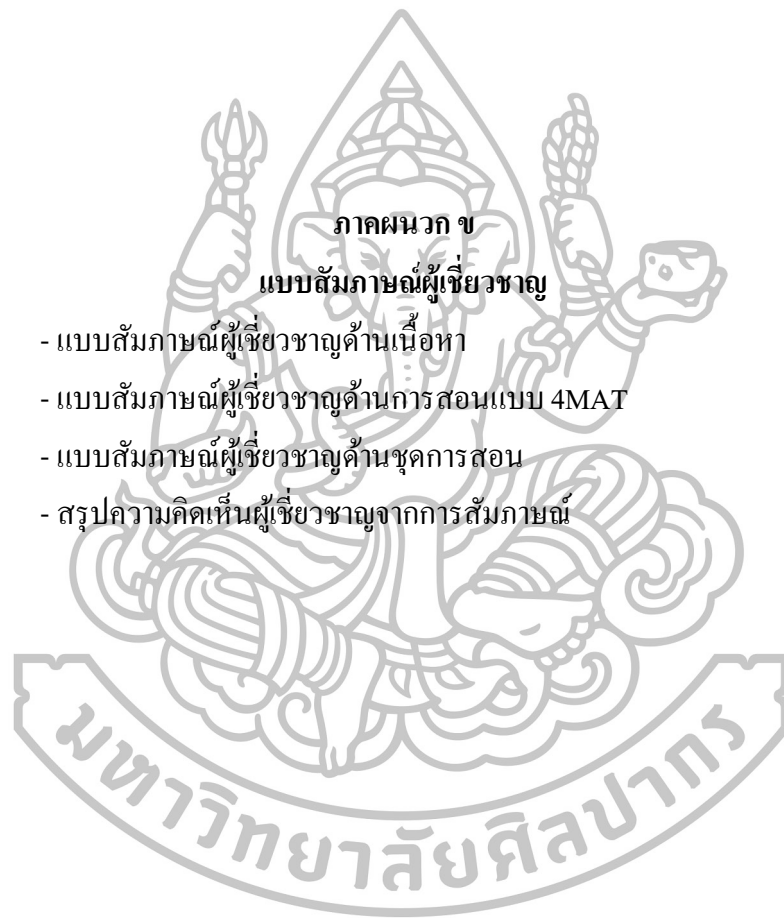 ภาคผนวก ข
แบบสัมภาษณ์ผู้เชี่ยวชาญ
- แบบสัมภาษณ์ผู้เชี่ยวชาญด้านเนื้อหา
- แบบสัมภาษณ์ผู้เชี่ยวชาญด้านการสอนแบบ 4MAT
- แบบสัมภาษณ์ผู้เชี่ยวชาญด้านชุดการสอน
- สรุปความคิดเห็นผู้เชี่ยวชาญจากการสัมภาษณ์
มหาวิทยาลัยศิลปากร